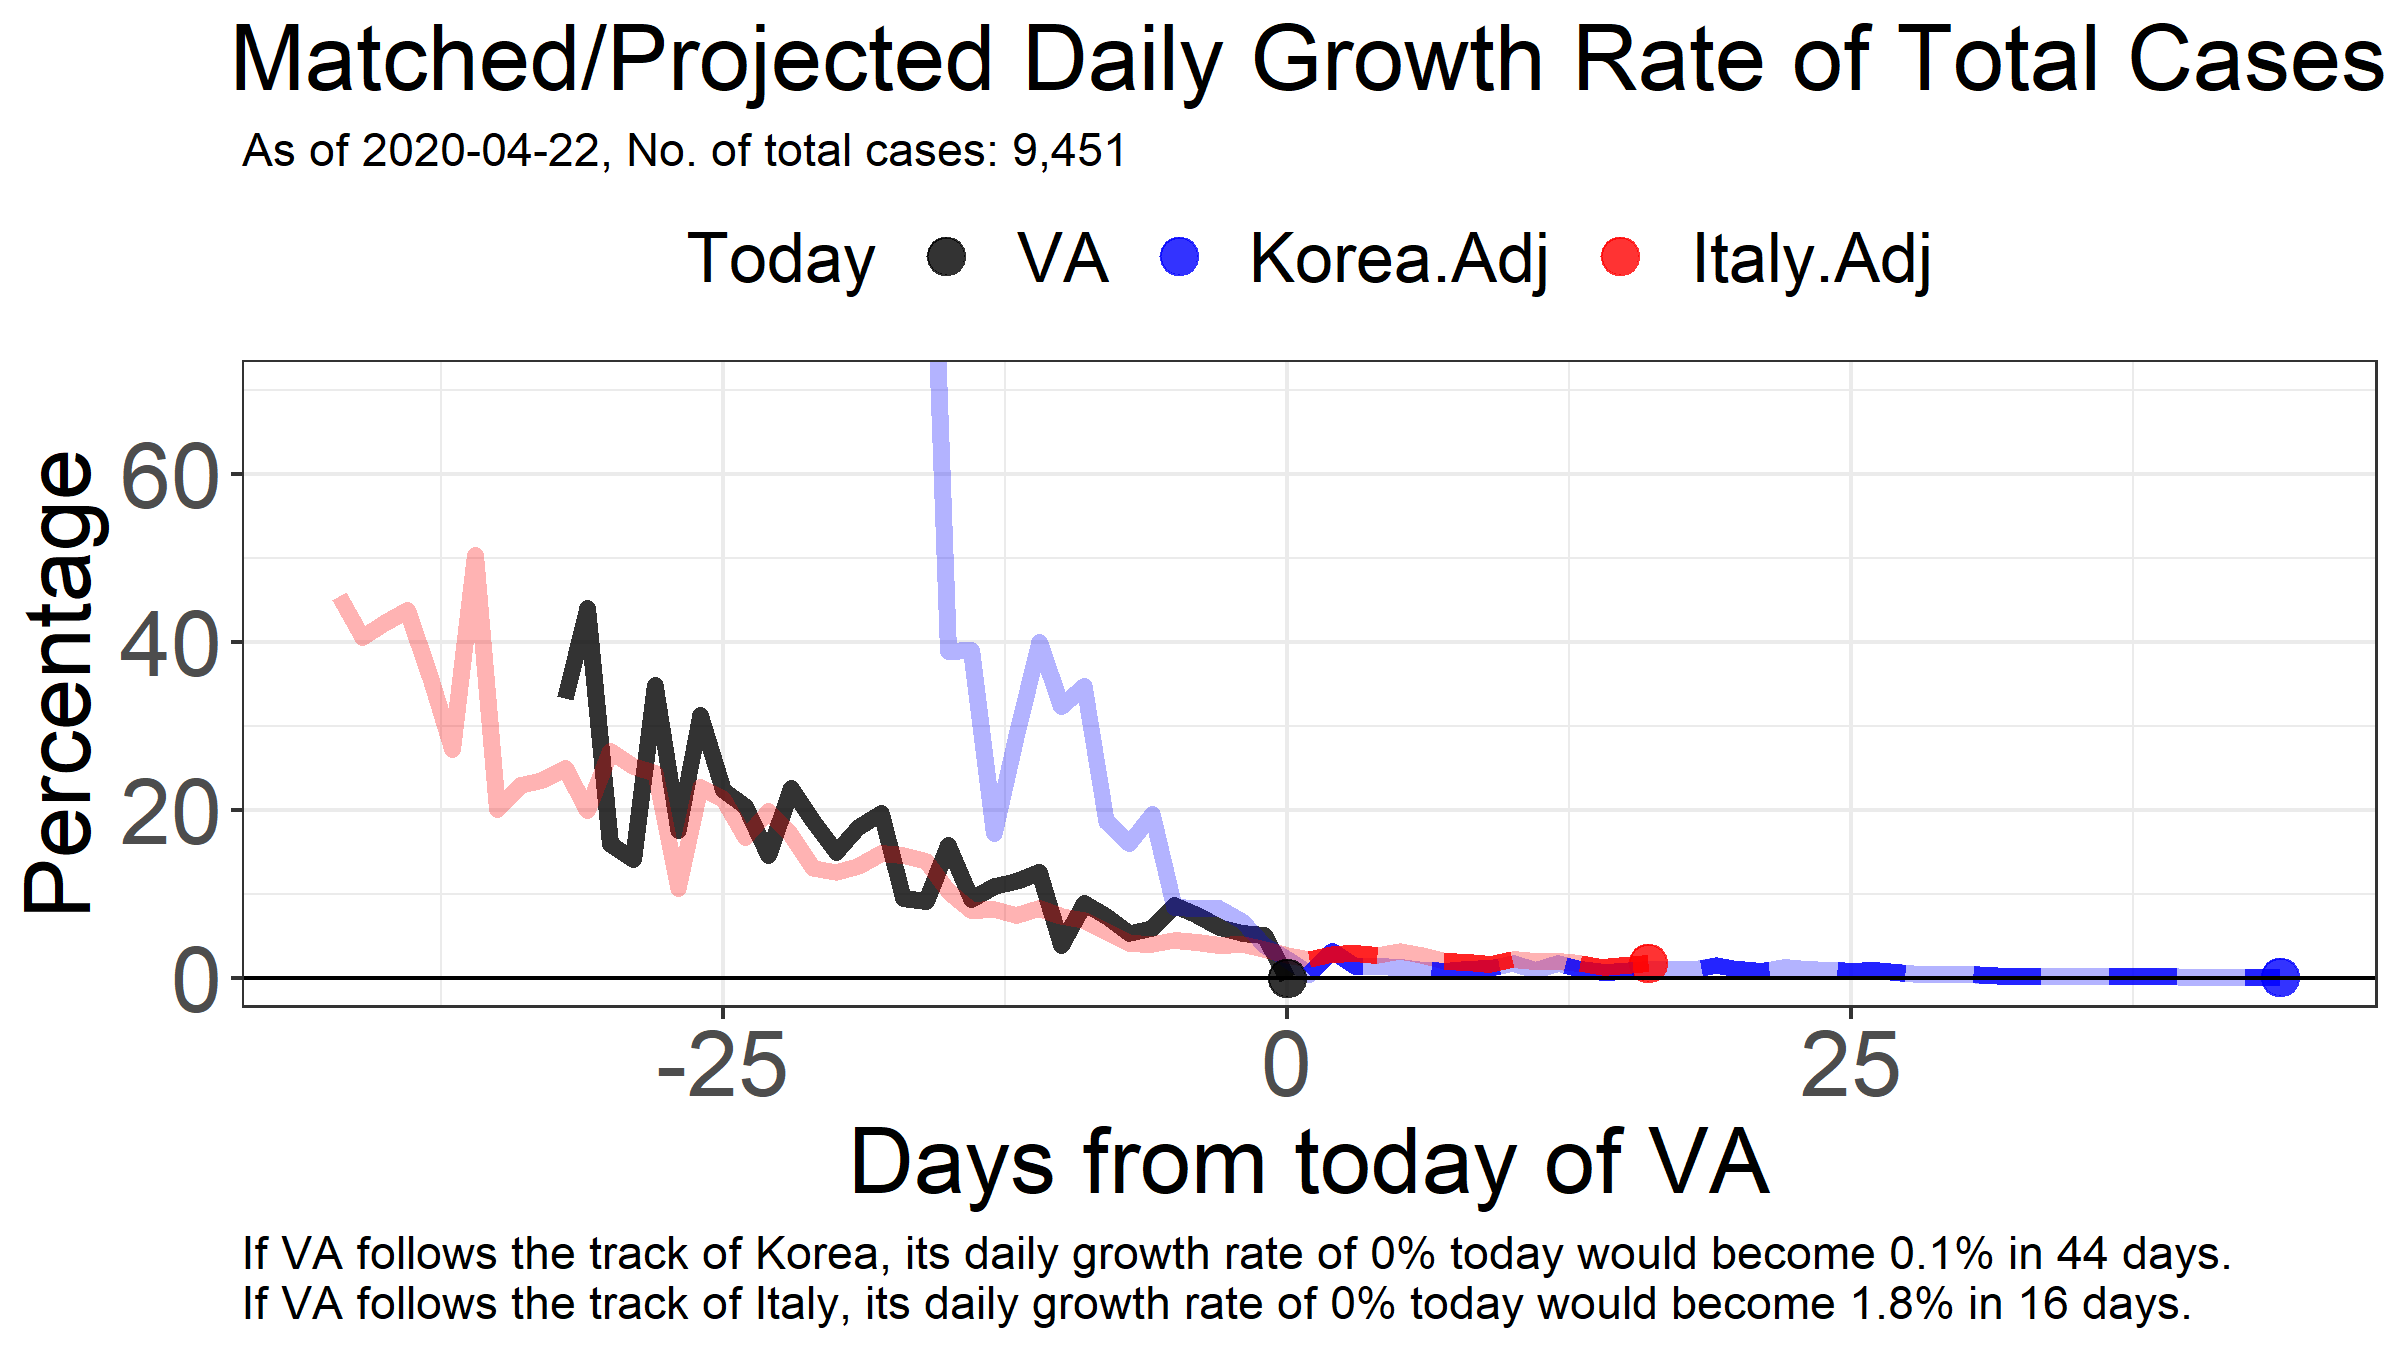 Matched/Projected Daily Growth Rate of Total Cases
As of 2020-04-22, No. of total cases: 9,451
Today VA Korea.Adj Italy.Adj
Percentage
60
40
20
0
-25 0 25
Days from today of VA
If VA follows the track of Korea, its daily growth rate of 0% today would become 0.1% in 44 days.
If VA follows the track of Italy, its daily growth rate of 0% today would become 1.8% in 16 days.